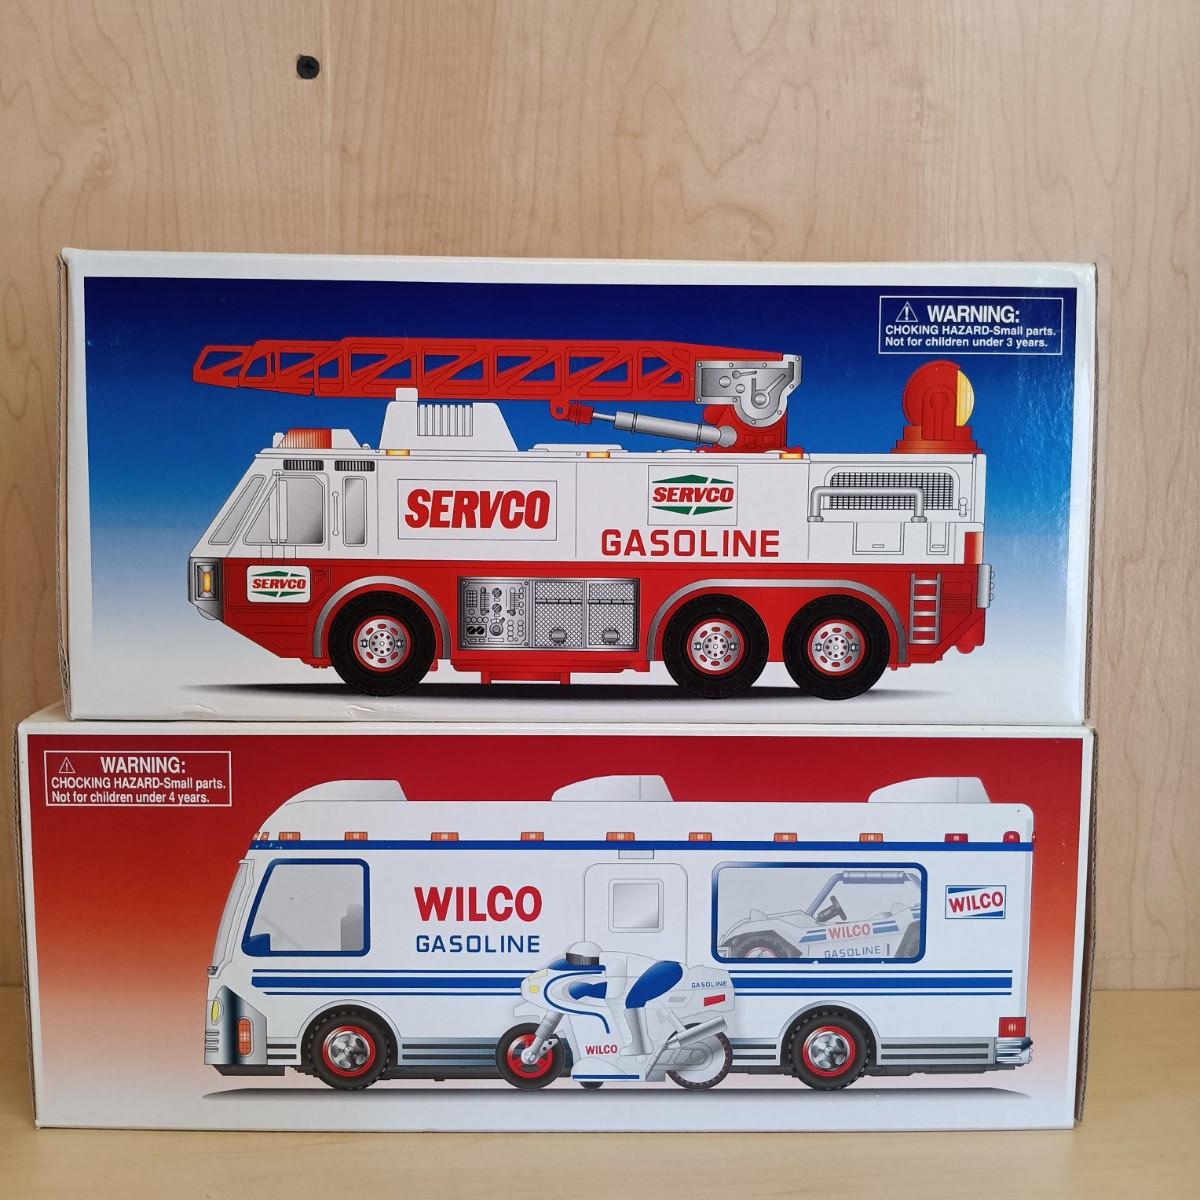 WARNING:
CHOKING HAZARD-Small parts.
Not for children under 3 years.
SERVCO
SERVCO
GASOLINE
SERVCO
WARNING:
CHOCKING HAZARD-Small parts.
Not for children under 4 years.
WILCO
GASOLINE
WILCO
WILCO
GASOLINE
GASOLINE
WILCO